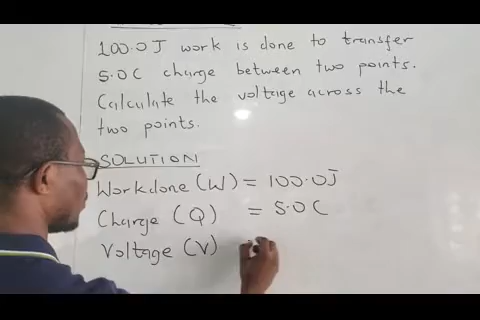 100.0J work is done to transfer
5.0C charge between two points.
Calculate the voltage across the
two points.
SOLUTION
Workdone (W) = 100.0J
Charge (Q) = 5.0C
Voltage (V)